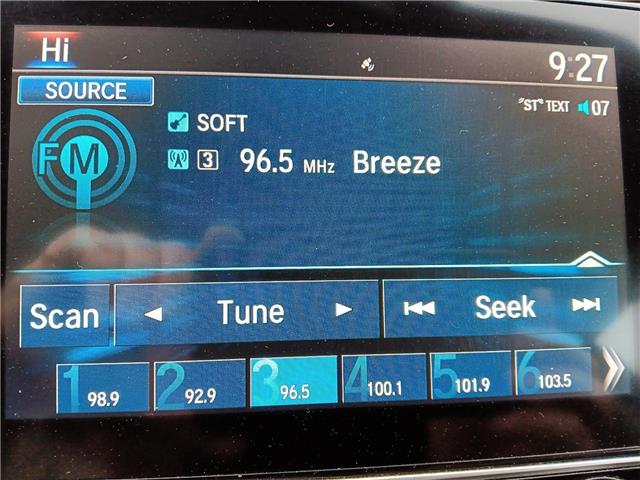 Hi
9:27
SOURCE
"ST" TEXT 07
FM
SOFT
3 96.5 MHz Breeze
Scan Tune Seek
1 98.9 2 92.9 3 96.5 4 100.1 5 101.9 6 103.5